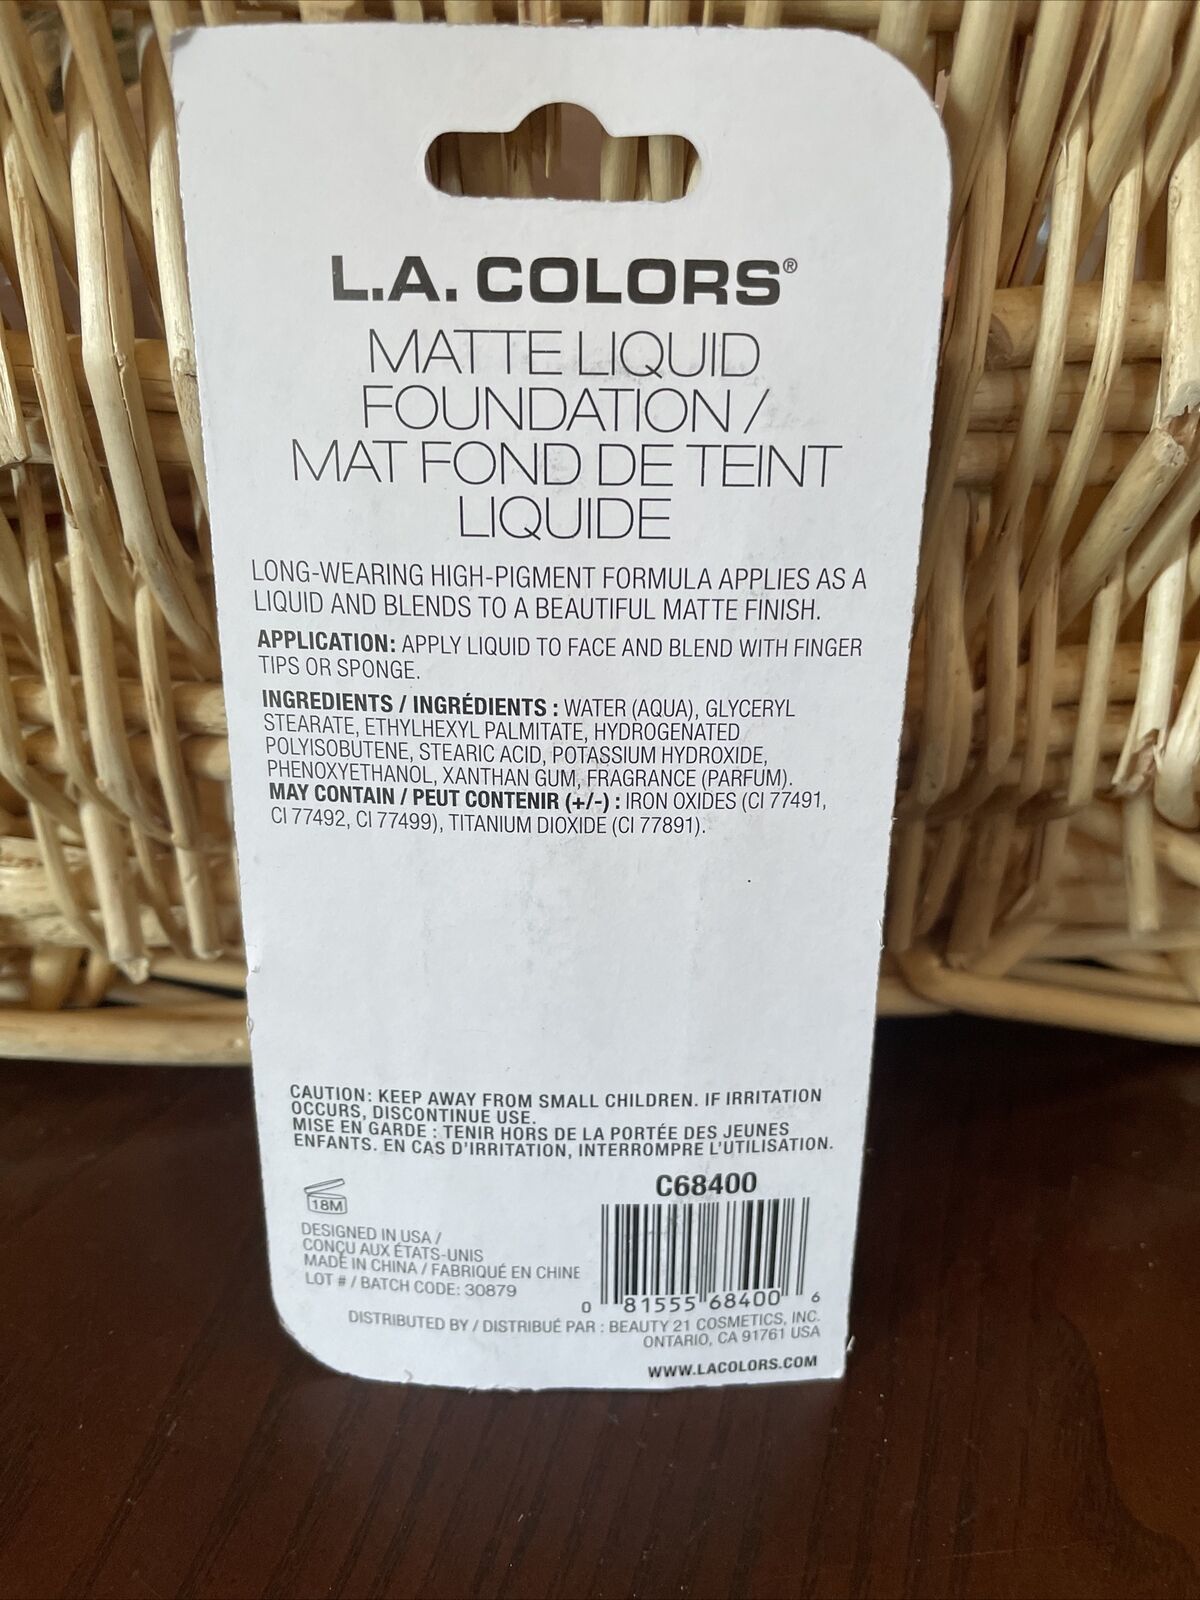 L.A. COLORS®
MATTE LIQUID
FOUNDATION /
MAT FOND DE TEINT
LIQUIDE
LONG-WEARING HIGH-PIGMENT FORMULA APPLIES AS A
LIQUID AND BLENDS TO A BEAUTIFUL MATTE FINISH.
APPLICATION: APPLY LIQUID TO FACE AND BLEND WITH FINGER
TIPS OR SPONGE.
INGREDIENTS / INGRÉDIENTS : WATER (AQUA), GLYCERYL
STEARATE, ETHYLHEXYL PALMITATE, HYDROGENATED
POLYISOBUTENE, STEARIC ACID, POTASSIUM HYDROXIDE,
PHENOXYETHANOL, XANTHAN GUM, FRAGRANCE (PARFUM).
MAY CONTAIN / PEUT CONTENIR (+/-) : IRON OXIDES (CI 77491,
CI 77492, CI 77499), TITANIUM DIOXIDE (CI 77891).
CAUTION: KEEP AWAY FROM SMALL CHILDREN. IF IRRITATION
OCCURS, DISCONTINUE USE.
MISE EN GARDE : TENIR HORS DE LA PORTÉE DES JEUNES
ENFANTS. EN CAS D'IRRITATION, INTERROMPRE L'UTILISATION.
C68400
18M
DESIGNED IN USA /
CONÇU AUX ÉTATS-UNIS
MADE IN CHINA / FABRIQUÉ EN CHINE
LOT # / BATCH CODE: 30879
0 81555 68400 6
DISTRIBUTED BY / DISTRIBUÉ PAR : BEAUTY 21 COSMETICS, INC.
ONTARIO, CA 91761 USA
WWW.LACOLORS.COM